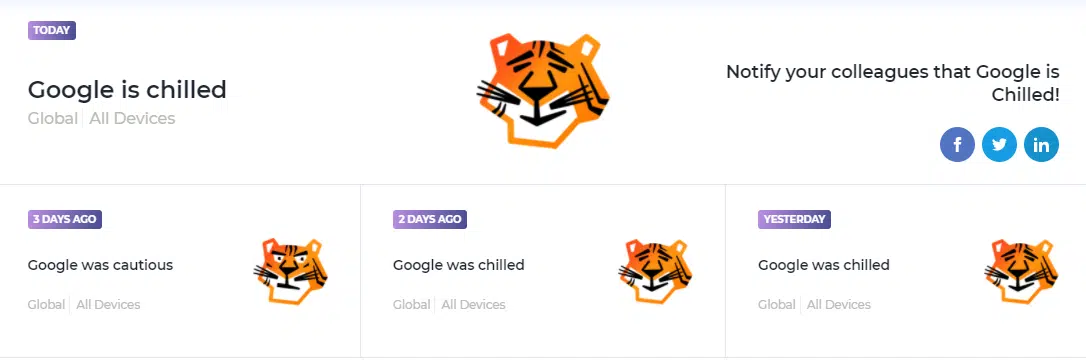 TODAY
Google is chilled
Global All Devices
Notify your colleagues that Google is
Chilled!
3 DAYS AGO
Google was cautious
Global All Devices
2 DAYS AGO
Google was chilled
Global All Devices
YESTERDAY
Google was chilled
Global All Devices